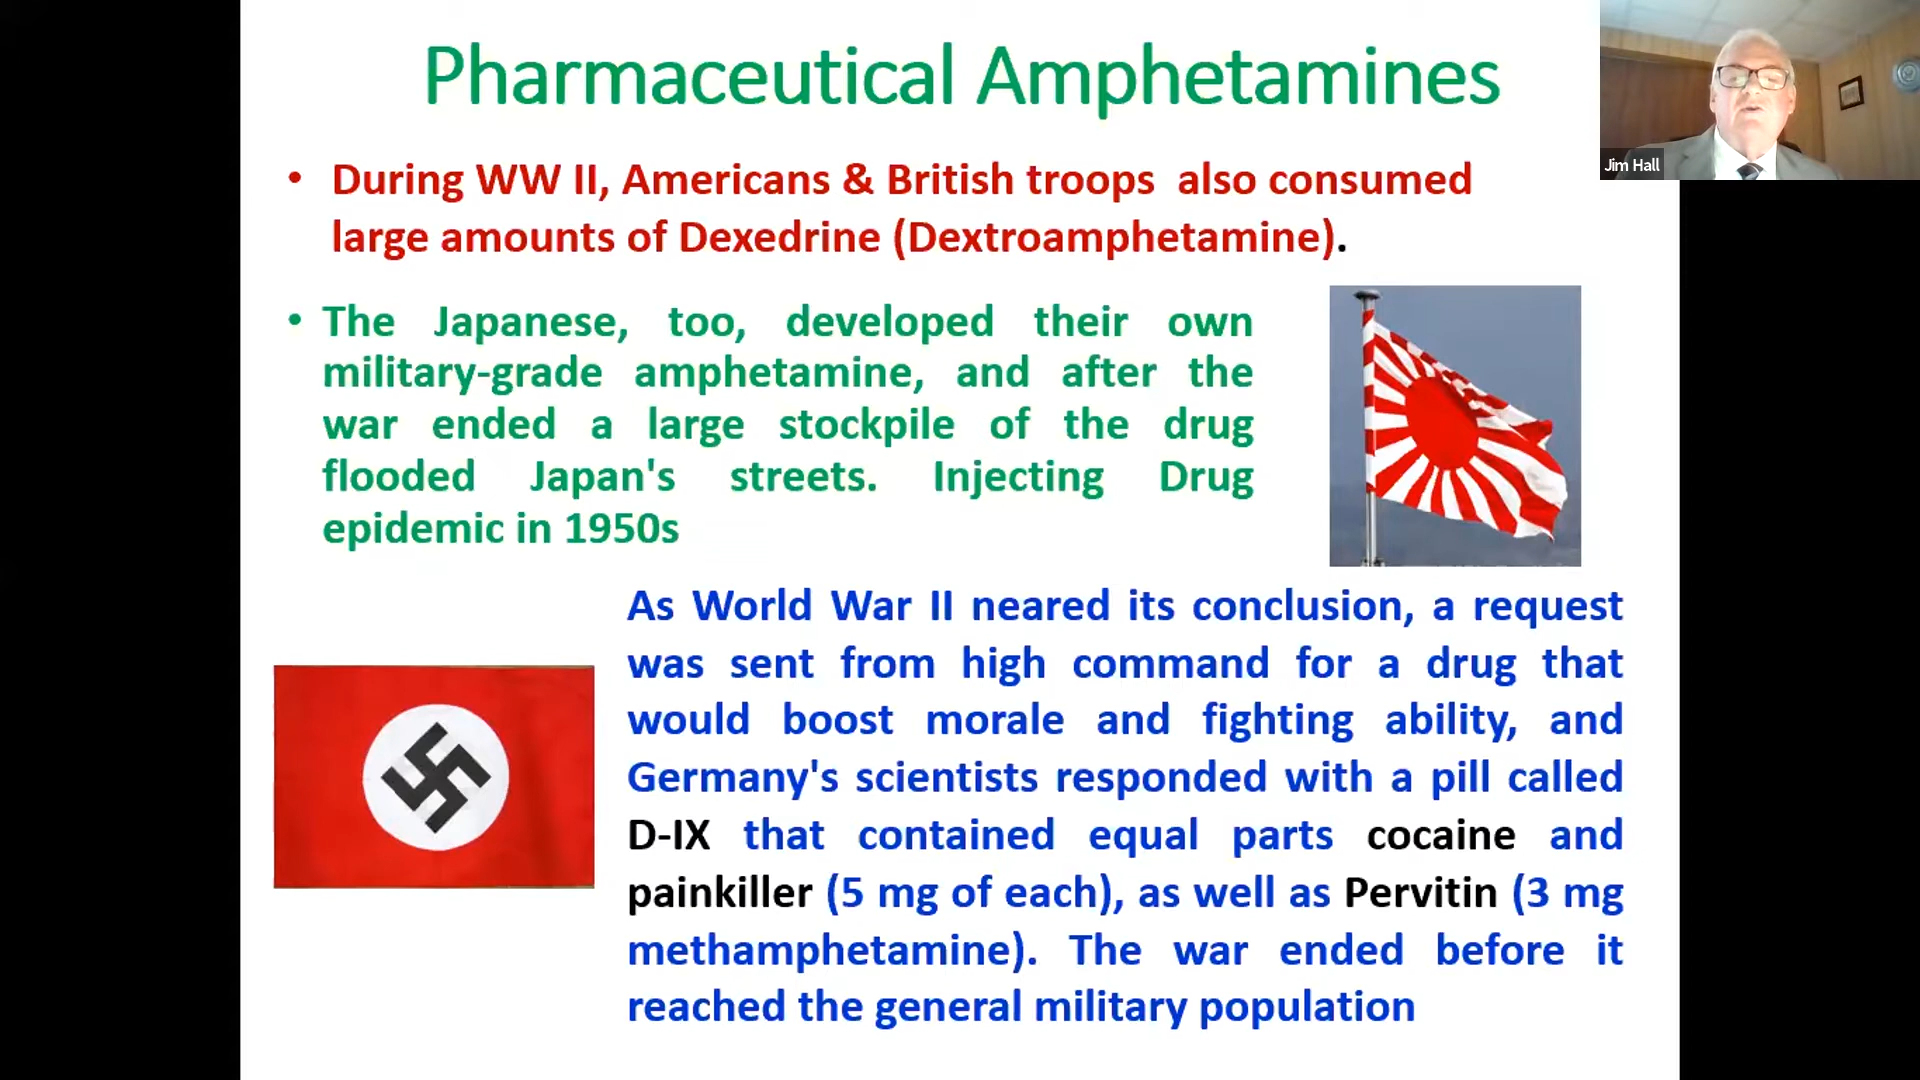 Pharmaceutical Amphetamines
Jim Hall
• During WW II, Americans & British troops also consumed
large amounts of Dexedrine (Dextroamphetamine).
• The Japanese, too, developed their own
military-grade amphetamine, and after the
war ended a large stockpile of the drug
flooded Japan's streets. Injecting Drug
epidemic in 1950s
As World War II neared its conclusion, a request
was sent from high command for a drug that
would boost morale and fighting ability, and
Germany's scientists responded with a pill called
D-IX that contained equal parts cocaine and
painkiller (5 mg of each), as well as Pervitin (3 mg
methamphetamine). The war ended before it
reached the general military population